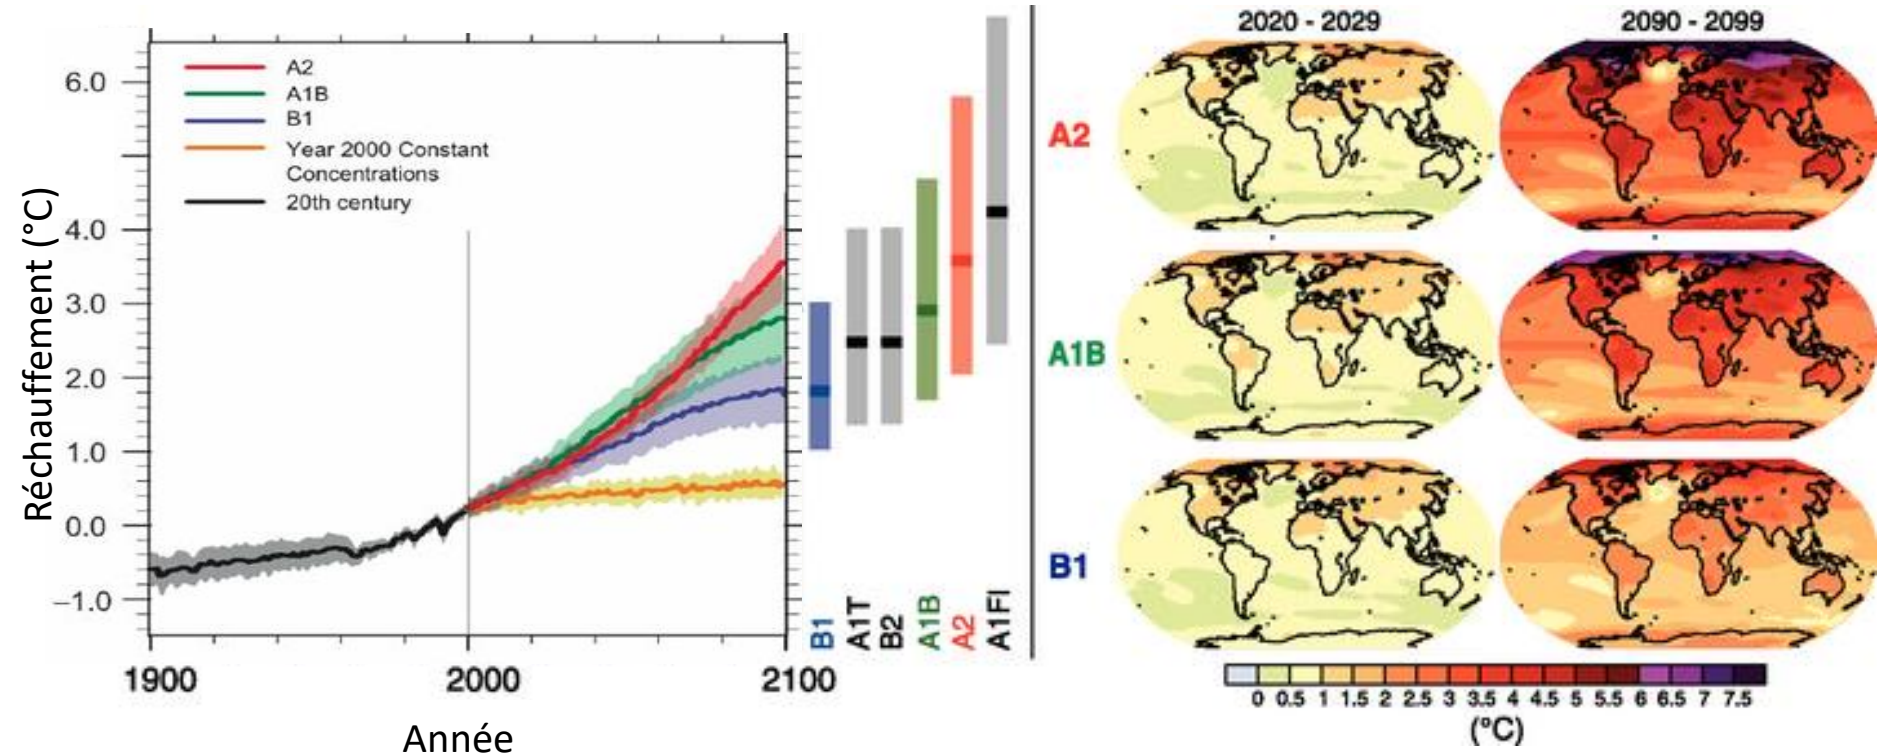 A2
A1B
B1
Year 2000 Constant
Concentrations
20th century
Réchauffement (°C)
6.0
4.0
3.0
2.0
1.0
0.0
−1.0
1900
2000
2100
Année
B1
A1T
B2
A1B
A2
A1FI
2020 - 2029
2090 - 2099
A2
A1B
B1
0 0.5 1 1.5 2 2.5 3 3.5 4 4.5 5 5.5 6 6.5 7 7.5
(°C)